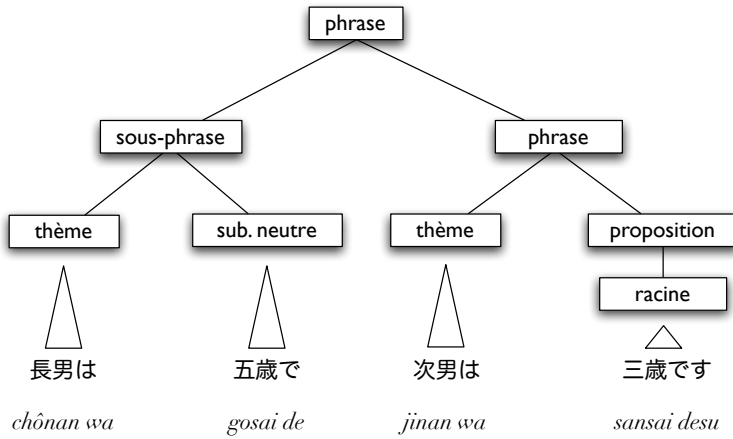 phrase
sous-phrase phrase
thème sub. neutre thème proposition
racine
長男は 五歳で 次男は 三歳です
chônan wa gosai de jinan wa sansai desu